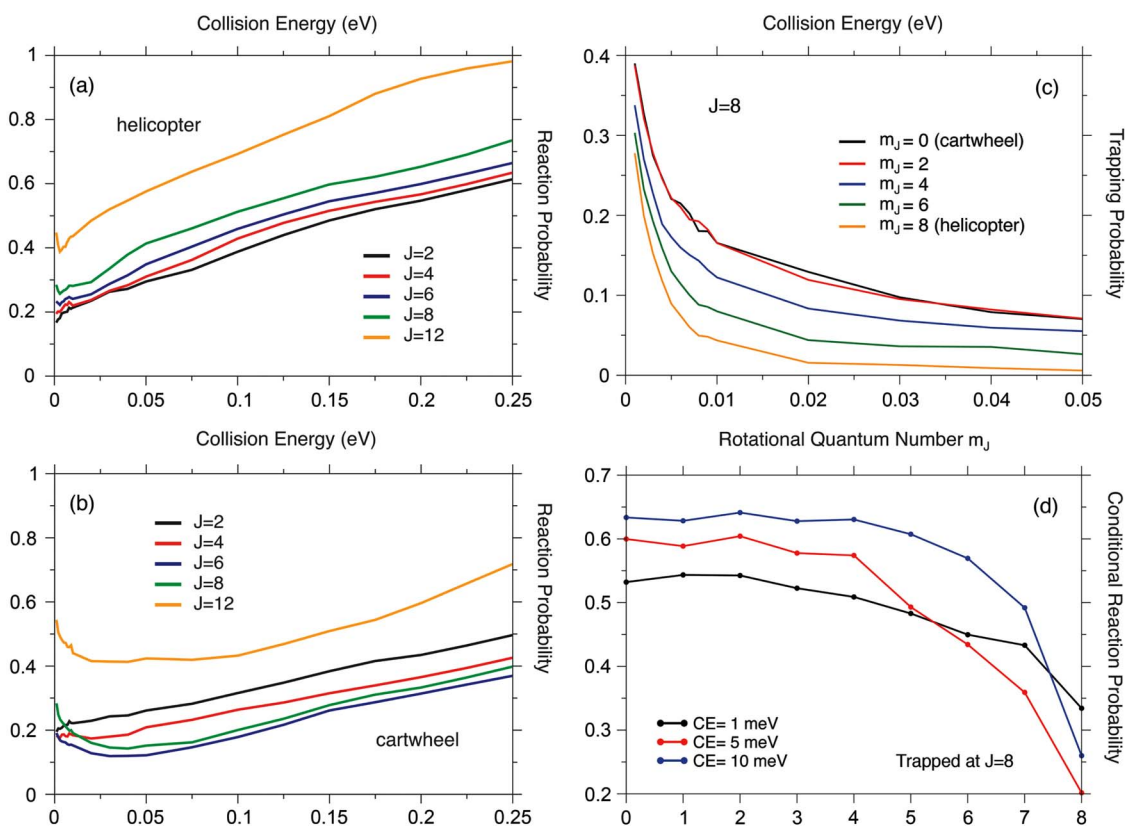 Collision Energy (eV)
1
0.8
0.6
0.4
0.2
0
(a)
helicopter
J=2
J=4
J=6
J=8
J=12
Reaction Probability
0 0.05 0.1 0.15 0.2 0.25
Collision Energy (eV)
1
0.8
0.6
0.4
0.2
0
(b)
J=2
J=4
J=6
J=8
J=12
cartwheel
Reaction Probability
0 0.05 0.1 0.15 0.2 0.25
Collision Energy (eV)
0.4
0.3
0.2
0.1
0
(c)
J=8
mJ = 0 (cartwheel)
mJ = 2
mJ = 4
mJ = 6
mJ = 8 (helicopter)
Trapping Probability
0 0.01 0.02 0.03 0.04 0.05
Rotational Quantum Number mJ
0.7
0.6
0.5
0.4
0.3
0.2
(d)
CE= 1 meV
CE= 5 meV
CE= 10 meV
Trapped at J=8
Conditional Reaction Probability
0 1 2 3 4 5 6 7 8